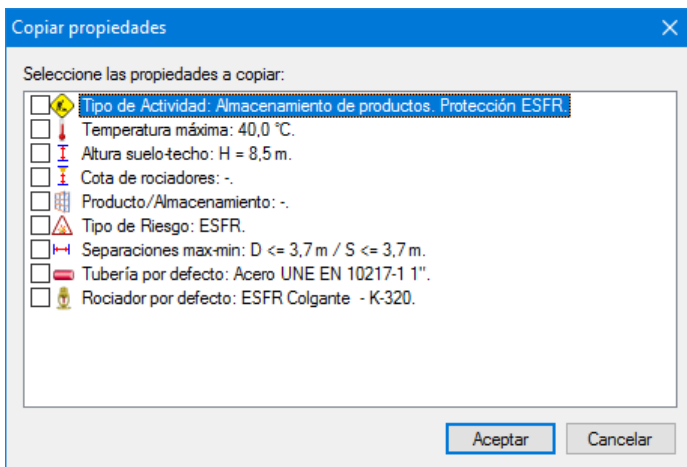 Copiar propiedades
Seleccione las propiedades a copiar:
Tipo de Actividad: Almacenamiento de productos. Protección ESFR.
Temperatura máxima: 40,0 °C.
Altura suelo-techo: H = 8,5 m.
Cota de rociadores: -.
Producto/Almacenamiento: -.
Tipo de Riesgo: ESFR.
Separaciones max-min: D <= 3,7 m / S <= 3,7 m.
Tubería por defecto: Acero UNE EN 10217-1 1".
Rociador por defecto: ESFR Colgante - K-320.
Aceptar Cancelar